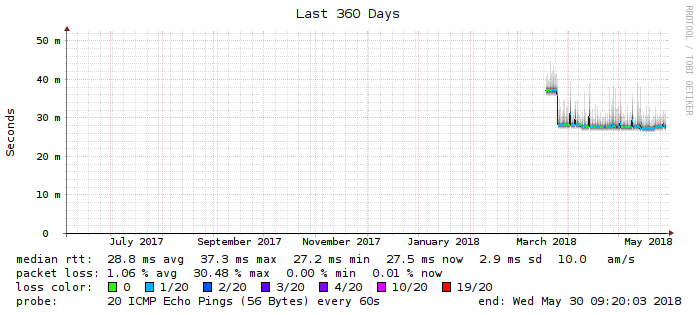 Last 360 Days
RRDTOOL / TOBI OETIKER
Seconds
50 m
40 m
30 m
20 m
10 m
0
July 2017 September 2017 November 2017 January 2018 March 2018 May 2018
median rtt: 28.8 ms avg 37.3 ms max 27.2 ms min 27.5 ms now 2.9 ms sd 10.0 am/s
packet loss: 1.06 % avg 30.48 % max 0.00 % min 0.01 % now
loss color: 0 1/20 2/20 3/20 4/20 10/20 19/20
probe: 20 ICMP Echo Pings (56 Bytes) every 60s end: Wed May 30 09:20:03 2018